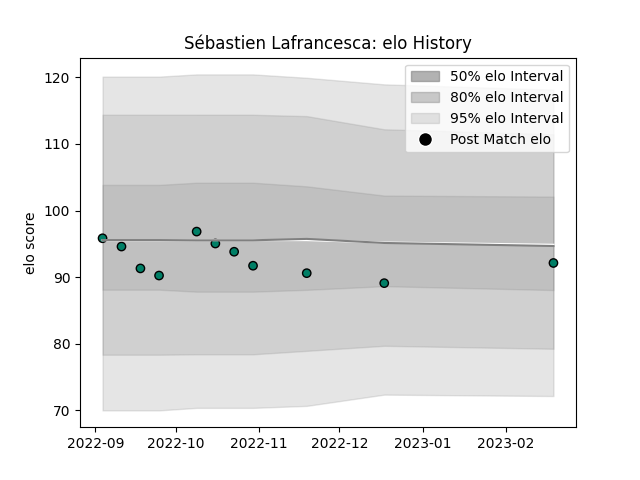 Sébastien Lafrancesca: elo History
50% elo Interval
80% elo Interval
95% elo Interval
Post Match elo
elo score
120
110
100
90
80
70
2022-09
2022-10
2022-11
2022-12
2023-01
2023-02